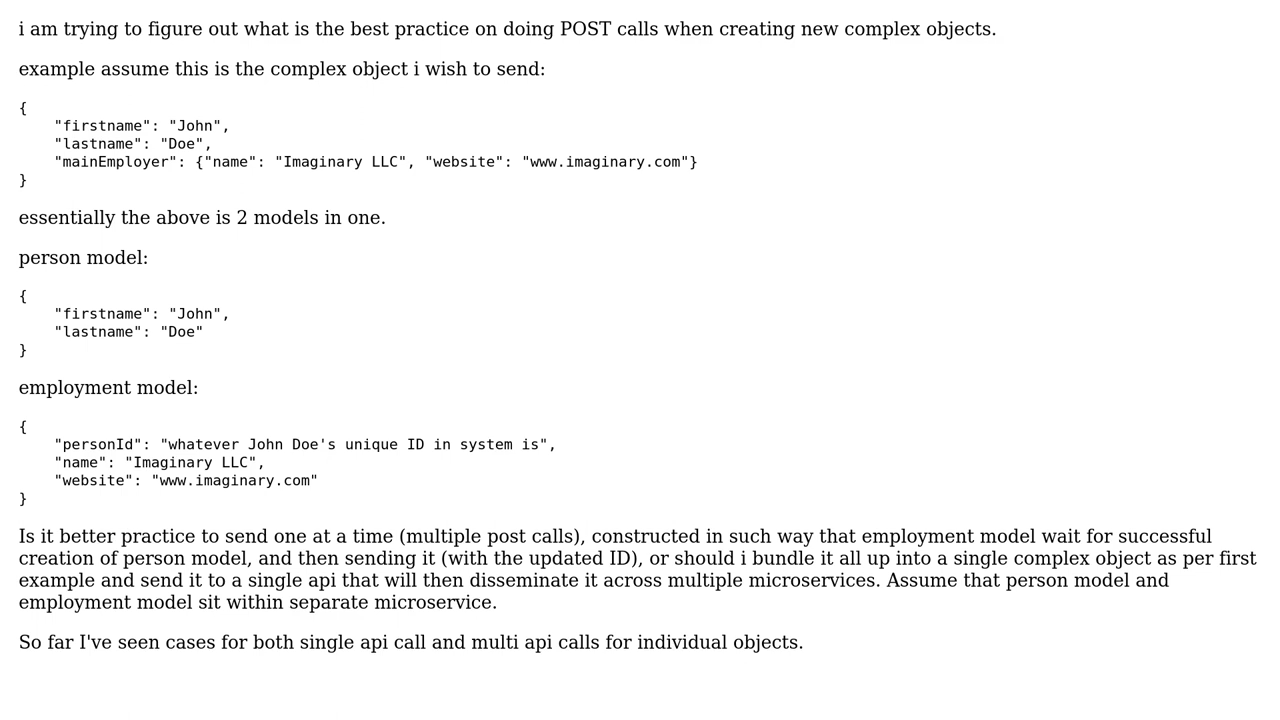 i am trying to figure out what is the best practice on doing POST calls when creating new complex objects.
example assume this is the complex object i wish to send:
{
    "firstname": "John",
    "lastname": "Doe",
    "mainEmployer": {"name": "Imaginary LLC", "website": "www.imaginary.com"}
}
essentially the above is 2 models in one.
person model:
{
    "firstname": "John",
    "lastname": "Doe"
}
employment model:
{
    "personId": "whatever John Doe's unique ID in system is",
    "name": "Imaginary LLC",
    "website": "www.imaginary.com"
}
Is it better practice to send one at a time (multiple post calls), constructed in such way that employment model wait for successful
creation of person model, and then sending it (with the updated ID), or should i bundle it all up into a single complex object as per first
example and send it to a single api that will then disseminate it across multiple microservices. Assume that person model and
employment model sit within separate microservice.
So far I've seen cases for both single api call and multi api calls for individual objects.